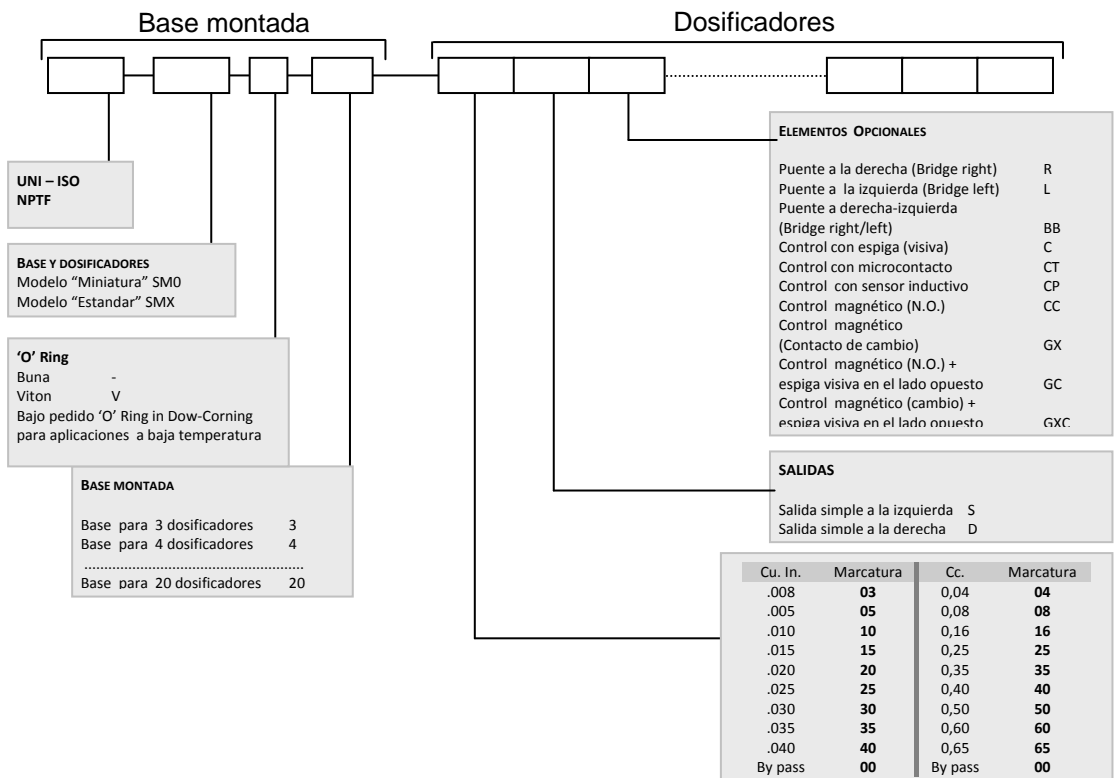 Base montada
Dosificadores
UNI – ISO
NPTF
BASE Y DOSIFICADORES
Modelo “Miniatura” SM0
Modelo “Estandar” SMX
‘O’ Ring
Buna -
Viton V
Bajo pedido ‘O’ Ring in Dow-Corning
para aplicaciones a baja temperatura
BASE MONTADA
Base para 3 dosificadores 3
Base para 4 dosificadores 4
........................................................
Base para 20 dosificadores 20
ELEMENTOS OPCIONALES
Puente a la derecha (Bridge right) R
Puente a la izquierda (Bridge left) L
Puente a derecha-izquierda
(Bridge right/left) BB
Control con espiga (visiva) C
Control con microcontacto CT
Control con sensor inductivo CP
Control magnético (N.O.) CC
Control magnético
(Contacto de cambio) GX
Control magnético (N.O.) +
espiga visiva en el lado opuesto GC
Control magnético (cambio) +
espiga visiva en el lado opuesto GXC
SALIDAS
Salida simple a la izquierda S
Salida simple a la derecha D
Cu. In. Marcatura Cc. Marcatura
.008 03 0,04 04
.005 05 0,08 08
.010 10 0,16 16
.015 15 0,25 25
.020 20 0,35 35
.025 25 0,40 40
.030 30 0,50 50
.035 35 0,60 60
.040 40 0,65 65
By pass 00 By pass 00